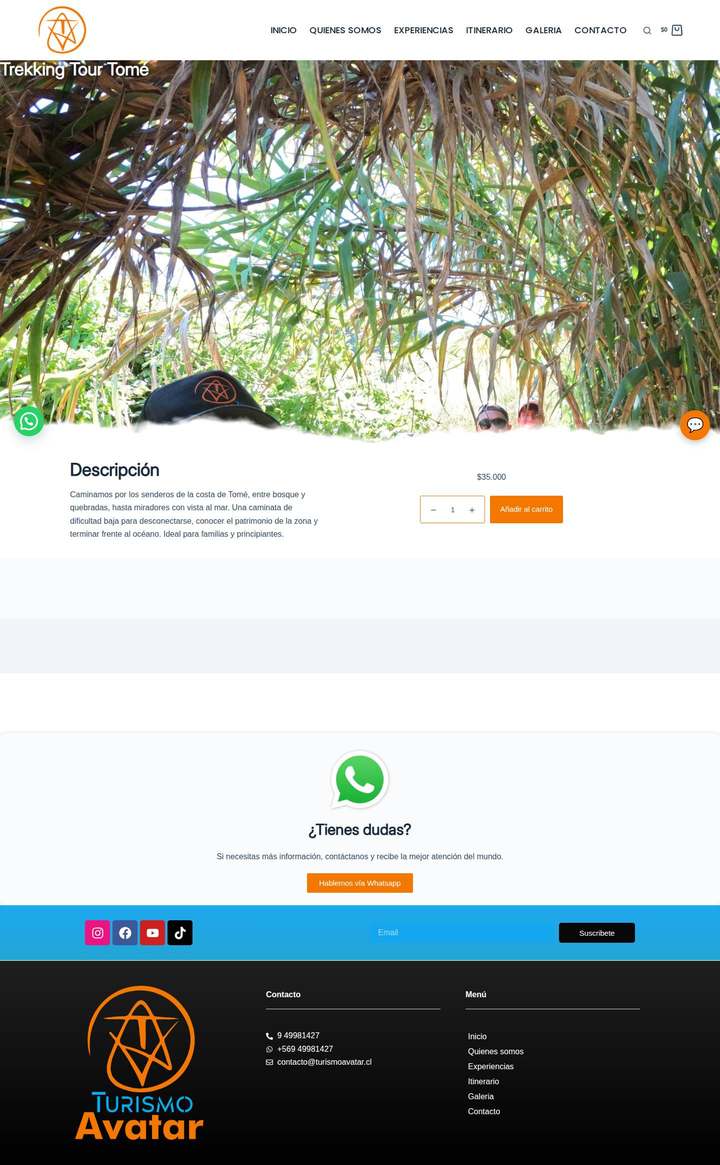 INICIO QUIENES SOMOS EXPERIENCIAS ITINERARIO GALERIA CONTACTO $0
Trekking Tour Tomé
Descripción
Caminamos por los senderos de la costa de Tomé, entre bosque y
quebradas, hasta miradores con vista al mar. Una caminata de
dificultad baja para desconectarse, conocer el patrimonio de la zona y
terminar frente al océano. Ideal para familias y principiantes.
$35.000
− 1 +
Añadir al carrito
¿Tienes dudas?
Si necesitas más información, contáctanos y recibe la mejor atención del mundo.
Hablemos vía Whatsapp
Email
Suscribete
TURISMO
Avatar
Contacto
9 49981427
+569 49981427
contacto@turismoavatar.cl
Menú
Inicio
Quienes somos
Experiencias
Itinerario
Galeria
Contacto